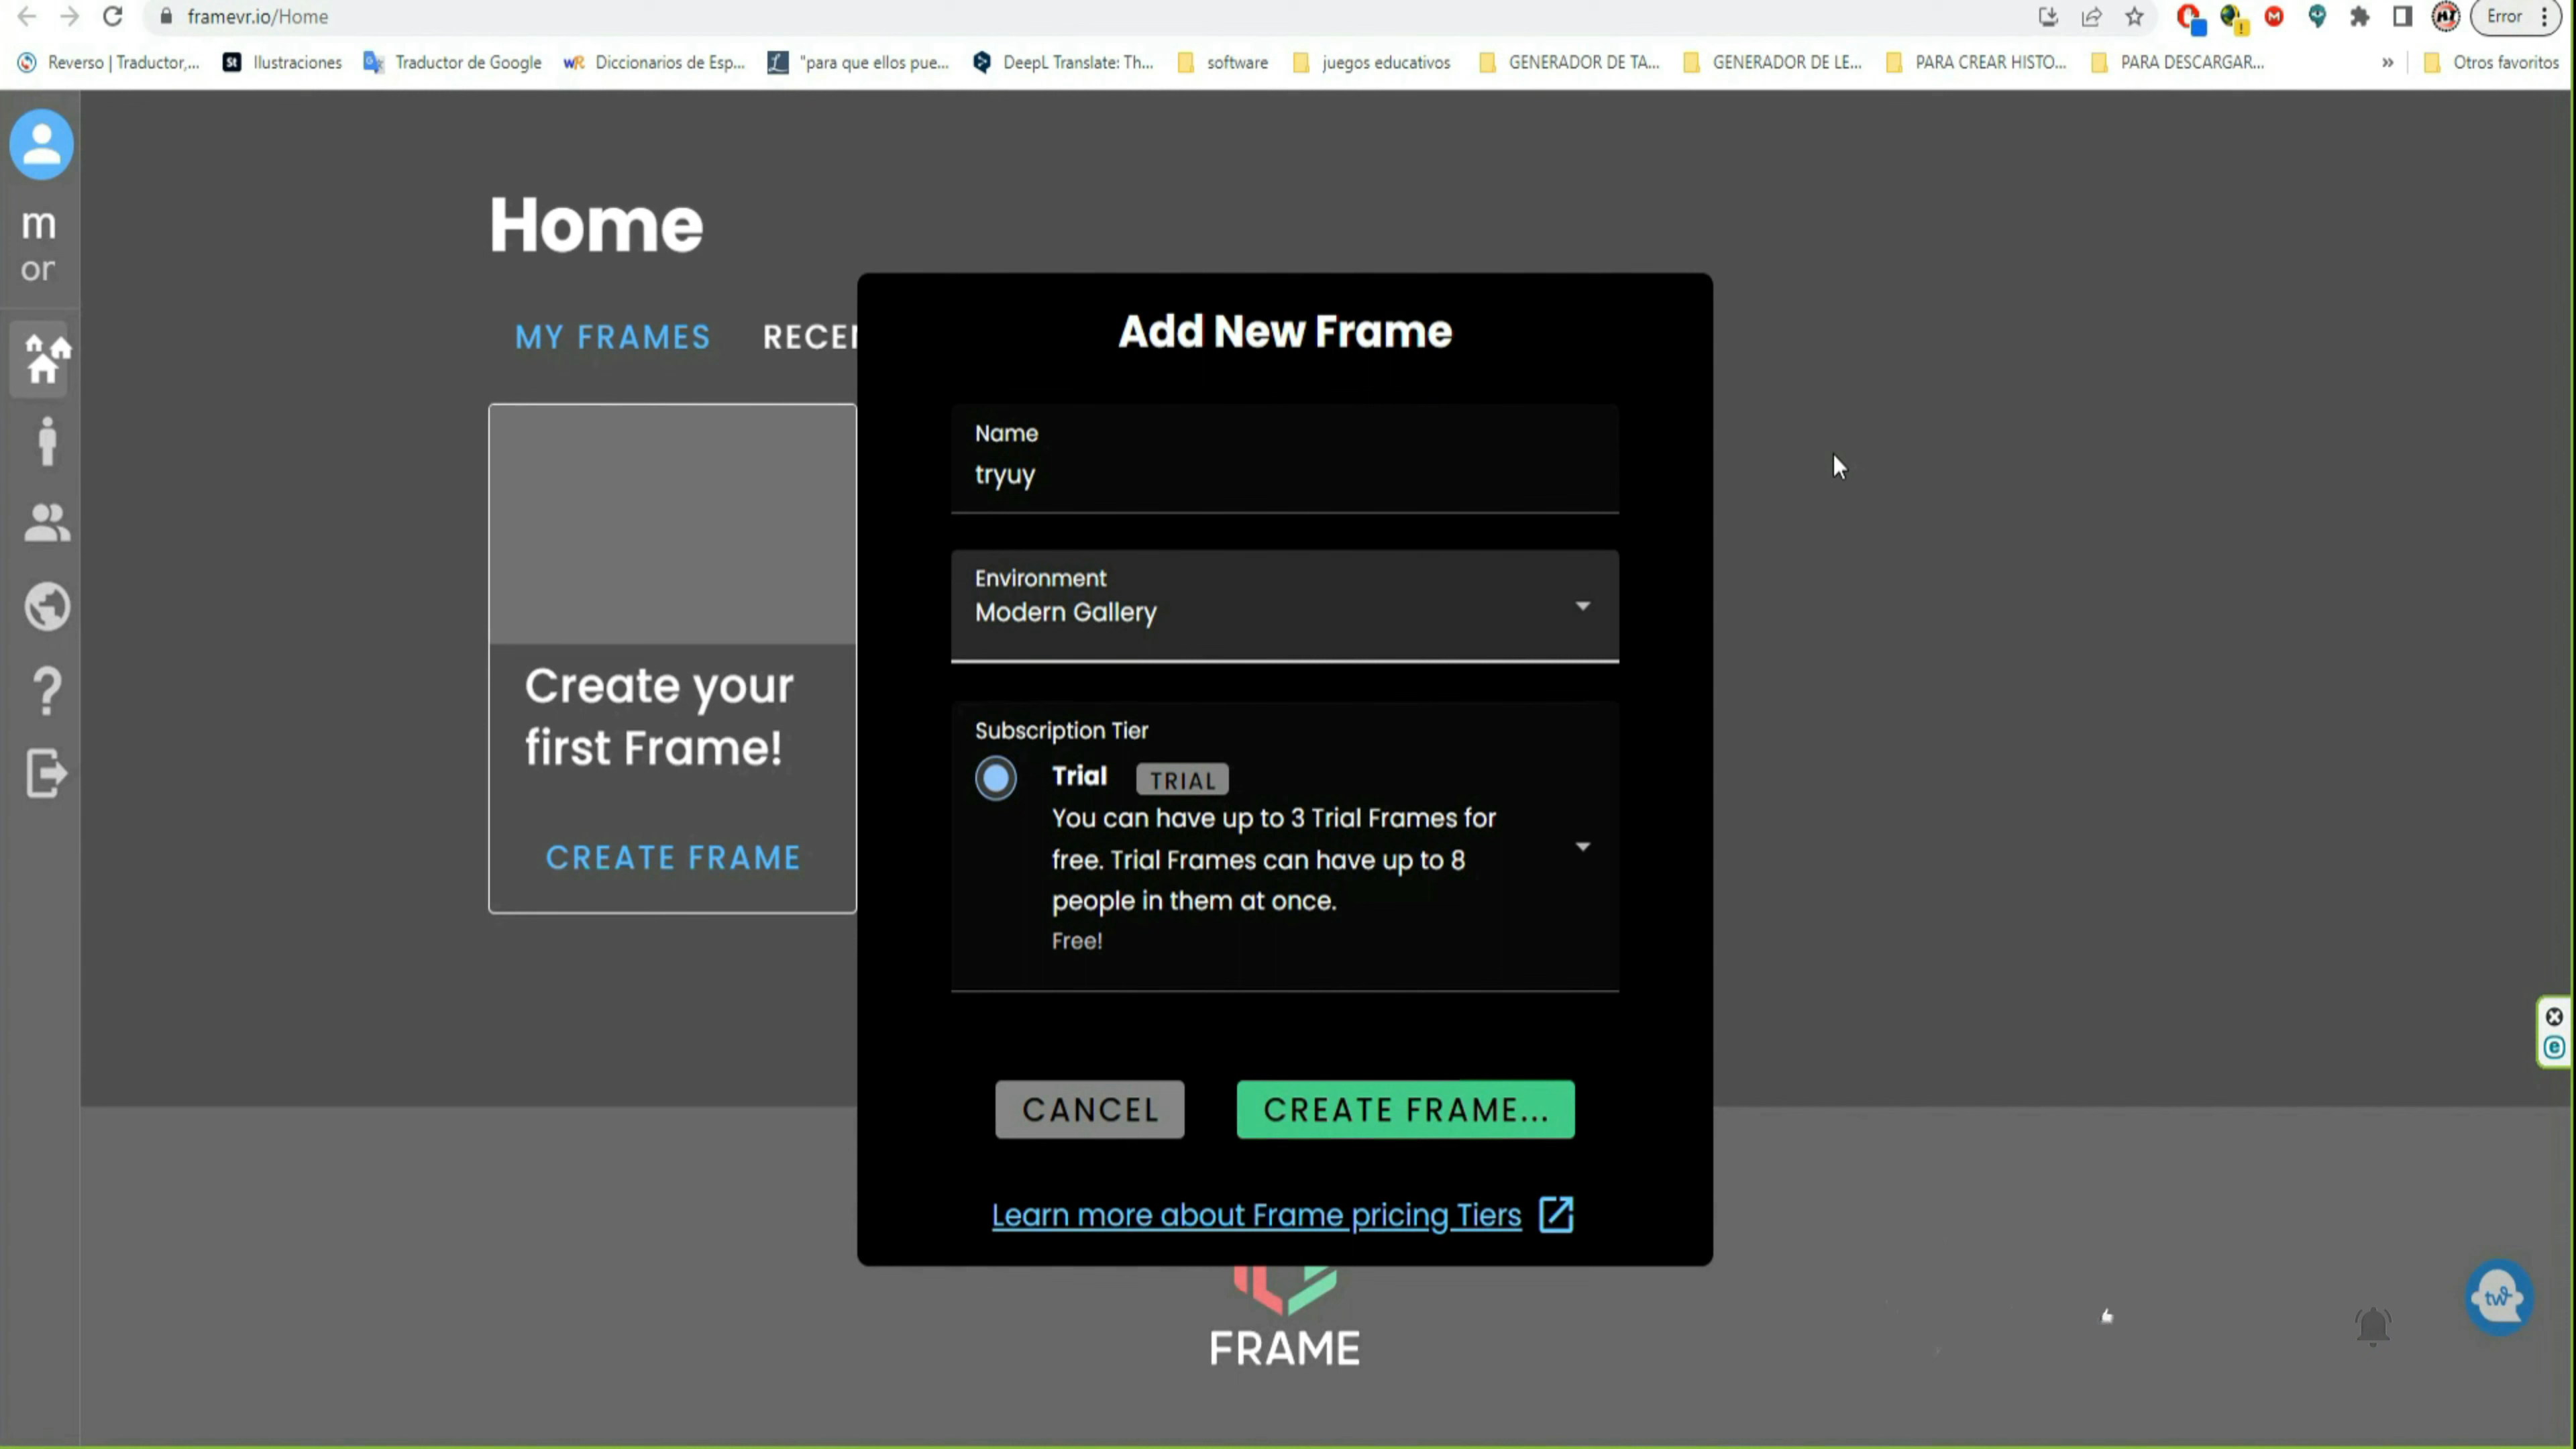 framevr.io/Home
Error
Reverso | Traductor,...
Ilustraciones
Traductor de Google
Diccionarios de Esp...
"para que ellos pue...
DeepL Translate: Th...
software
juegos educativos
GENERADOR DE TA...
GENERADOR DE LE...
PARA CREAR HISTO...
PARA DESCARGAR...
»
Otros favoritos
m
or
Home
MY FRAMES
RECEN
Create your
first Frame!
CREATE FRAME
Add New Frame
Name
tryuy
Environment
Modern Gallery
Subscription Tier
Trial TRIAL
You can have up to 3 Trial Frames for
free. Trial Frames can have up to 8
people in them at once.
Free!
CANCEL
CREATE FRAME...
Learn more about Frame pricing Tiers
FRAME